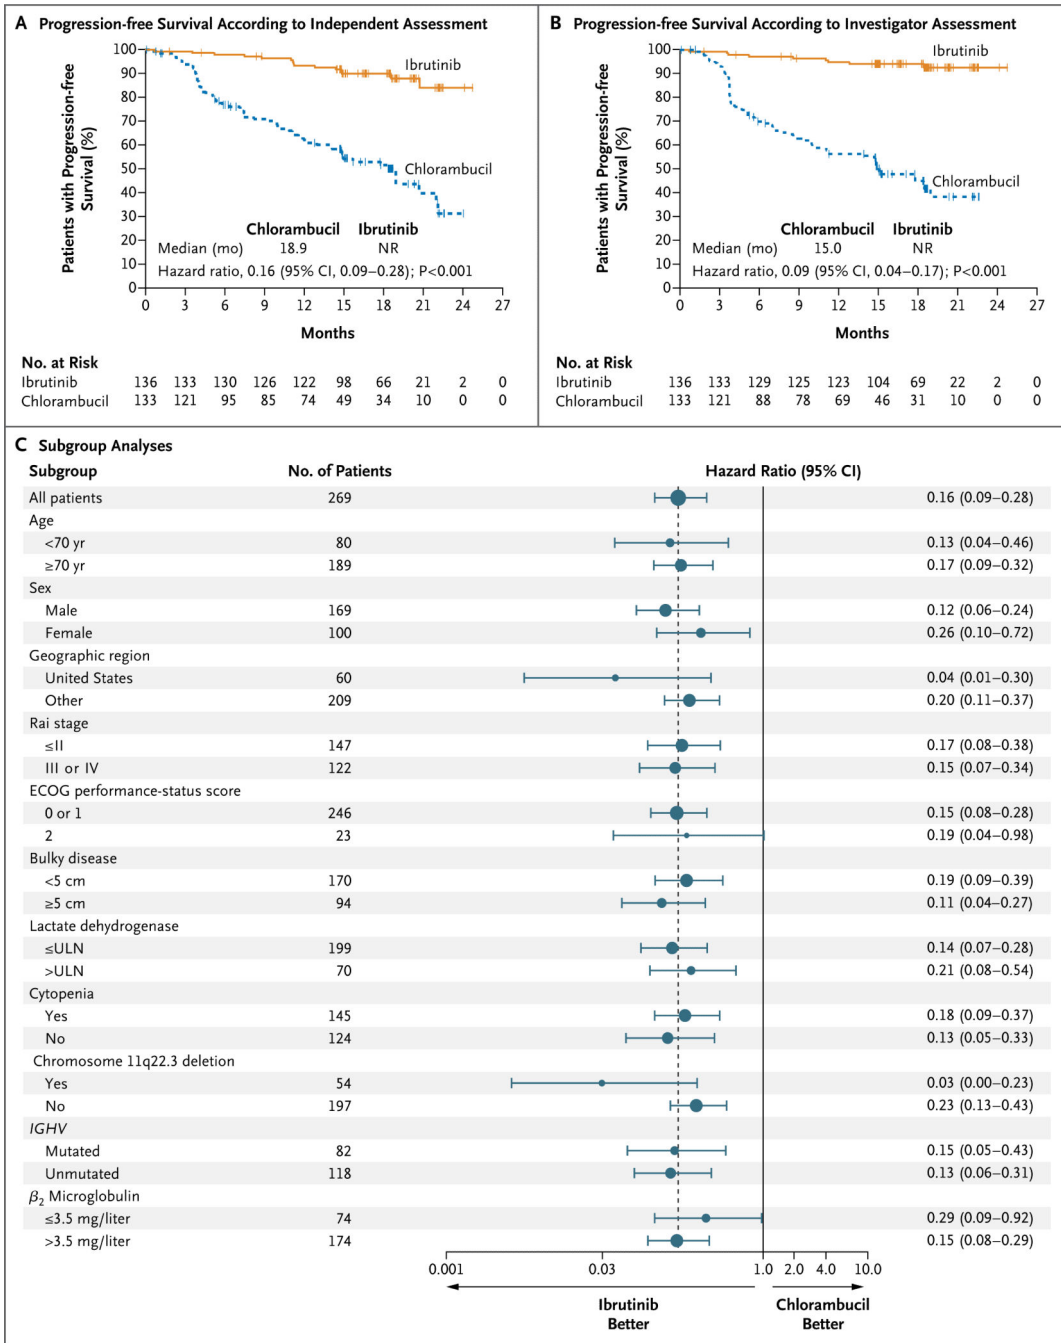 A Progression-free Survival According to Independent Assessment
Patients with Progression-free
Survival (%)
100
90
80
70
60
50
40
30
20
10
0
Ibrutinib
Chlorambucil
Chlorambucil Ibrutinib
Median (mo) 18.9 NR
Hazard ratio, 0.16 (95% CI, 0.09–0.28); P<0.001
0 3 6 9 12 15 18 21 24 27
Months
No. at Risk
Ibrutinib 136 133 130 126 122 98 66 21 2 0
Chlorambucil 133 121 95 85 74 49 34 10 0 0
B Progression-free Survival According to Investigator Assessment
Patients with Progression-free
Survival (%)
100
90
80
70
60
50
40
30
20
10
0
Ibrutinib
Chlorambucil
Chlorambucil Ibrutinib
Median (mo) 15.0 NR
Hazard ratio, 0.09 (95% CI, 0.04–0.17); P<0.001
0 3 6 9 12 15 18 21 24 27
Months
No. at Risk
Ibrutinib 136 133 129 125 123 104 69 22 2 0
Chlorambucil 133 121 88 78 69 46 31 10 0 0
C Subgroup Analyses
Subgroup No. of Patients Hazard Ratio (95% CI)
All patients 269 0.16 (0.09–0.28)
Age
<70 yr 80 0.13 (0.04–0.46)
≥70 yr 189 0.17 (0.09–0.32)
Sex
Male 169 0.12 (0.06–0.24)
Female 100 0.26 (0.10–0.72)
Geographic region
United States 60 0.04 (0.01–0.30)
Other 209 0.20 (0.11–0.37)
Rai stage
≤II 147 0.17 (0.08–0.38)
III or IV 122 0.15 (0.07–0.34)
ECOG performance-status score
0 or 1 246 0.15 (0.08–0.28)
2 23 0.19 (0.04–0.98)
Bulky disease
<5 cm 170 0.19 (0.09–0.39)
≥5 cm 94 0.11 (0.04–0.27)
Lactate dehydrogenase
≤ULN 199 0.14 (0.07–0.28)
>ULN 70 0.21 (0.08–0.54)
Cytopenia
Yes 145 0.18 (0.09–0.37)
No 124 0.13 (0.05–0.33)
Chromosome 11q22.3 deletion
Yes 54 0.03 (0.00–0.23)
No 197 0.23 (0.13–0.43)
IGHV
Mutated 82 0.15 (0.05–0.43)
Unmutated 118 0.13 (0.06–0.31)
β2 Microglobulin
≤3.5 mg/liter 74 0.29 (0.09–0.92)
>3.5 mg/liter 174 0.15 (0.08–0.29)
0.001 0.03 1.0 2.0 4.0 10.0
Ibrutinib
Better
Chlorambucil
Better